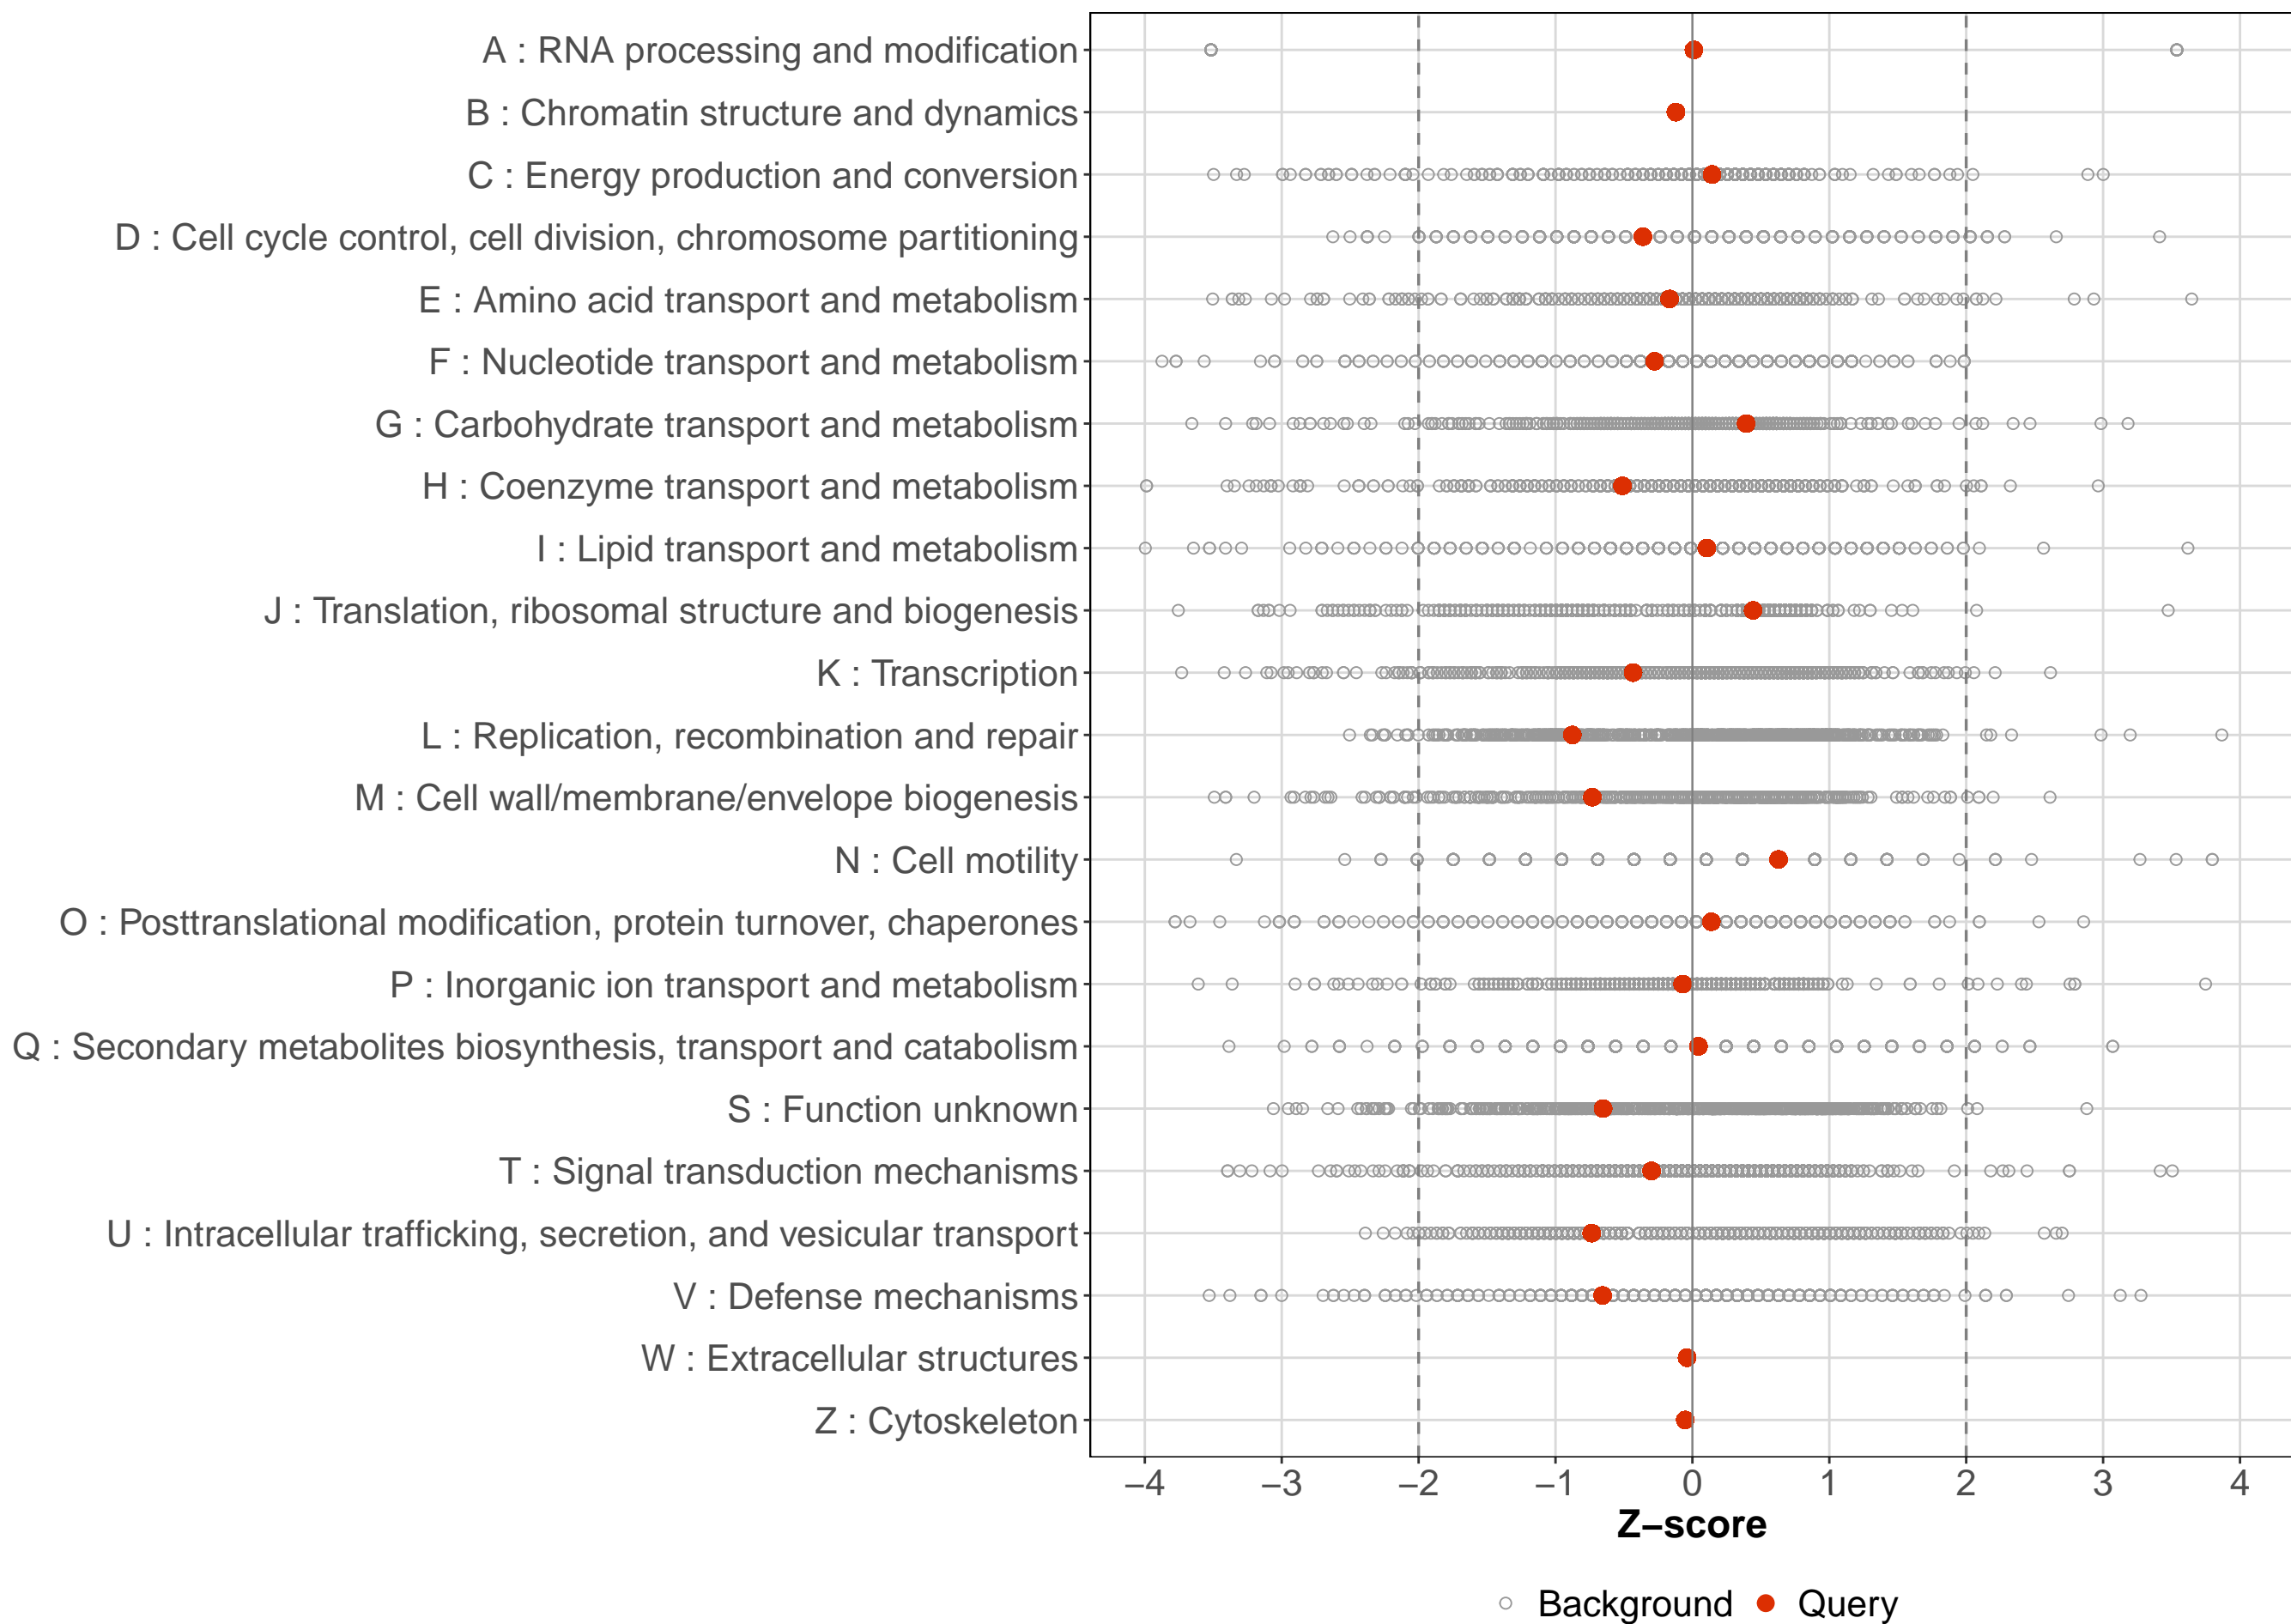 A : RNA processing and modification
B : Chromatin structure and dynamics
C : Energy production and conversion
D : Cell cycle control, cell division, chromosome partitioning
E : Amino acid transport and metabolism
F : Nucleotide transport and metabolism
G : Carbohydrate transport and metabolism
H : Coenzyme transport and metabolism
I : Lipid transport and metabolism
J : Translation, ribosomal structure and biogenesis
K : Transcription
L : Replication, recombination and repair
M : Cell wall/membrane/envelope biogenesis
N : Cell motility
O : Posttranslational modification, protein turnover, chaperones
P : Inorganic ion transport and metabolism
Q : Secondary metabolites biosynthesis, transport and catabolism
S : Function unknown
T : Signal transduction mechanisms
U : Intracellular trafficking, secretion, and vesicular transport
V : Defense mechanisms
W : Extracellular structures
Z : Cytoskeleton
−4 −3 −2 −1 0 1 2 3 4
Z−score
Background Query